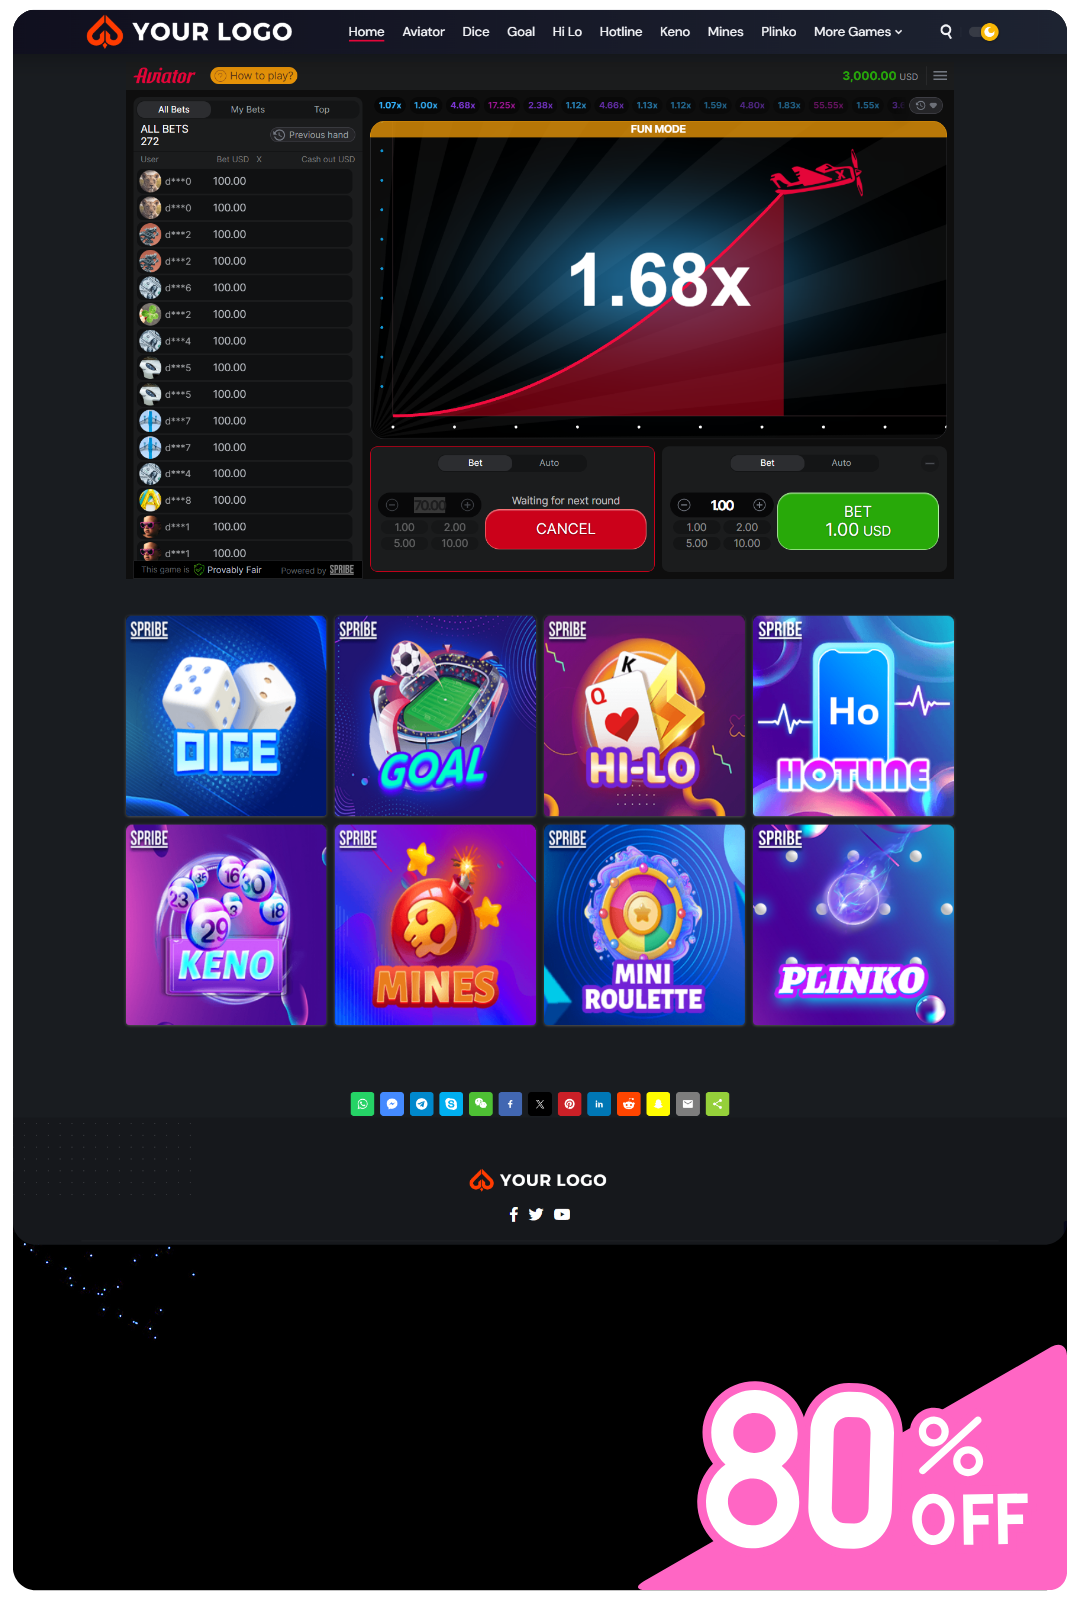 YOUR LOGO
Home Aviator Dice Goal Hi Lo Hotline Keno Mines Plinko More Games
Aviator
How to play?
3,000.00 USD
All Bets My Bets Top
ALL BETS
272
Previous hand
User Bet USD X Cash out USD
d***0 100.00
d***0 100.00
d***2 100.00
d***2 100.00
d***6 100.00
d***2 100.00
d***4 100.00
d***5 100.00
d***5 100.00
d***7 100.00
d***7 100.00
d***4 100.00
d***8 100.00
d***1 100.00
d***1 100.00
This game is Provably Fair Powered by SPRIBE
1.07x 1.00x 4.68x 17.25x 2.38x 1.12x 4.66x 1.13x 1.12x 1.59x 4.80x 1.83x 55.55x 1.55x
FUN MODE
1.68x
Bet Auto
70.00
1.00 2.00
5.00 10.00
Waiting for next round
CANCEL
Bet Auto
1.00
1.00 2.00
5.00 10.00
BET
1.00 USD
SPRIBE
DICE
SPRIBE
GOAL
SPRIBE
K
Q
HI-LO
SPRIBE
Ho
HOTLINE
SPRIBE
35 16 30
23 3 18
29
KENO
SPRIBE
MINES
SPRIBE
MINI
ROULETTE
SPRIBE
PLINKO
YOUR LOGO
80%
OFF